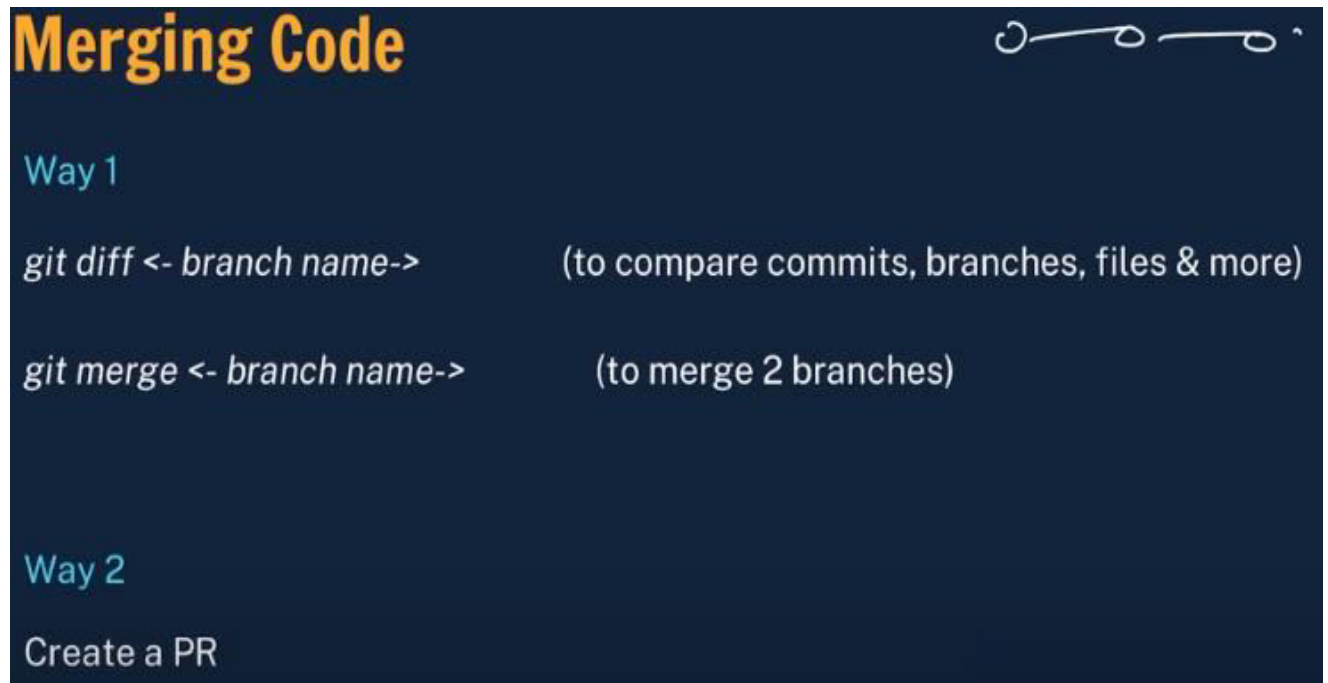 Merging Code
Way 1
git diff <- branch name-> (to compare commits, branches, files & more)
git merge <- branch name-> (to merge 2 branches)
Way 2
Create a PR